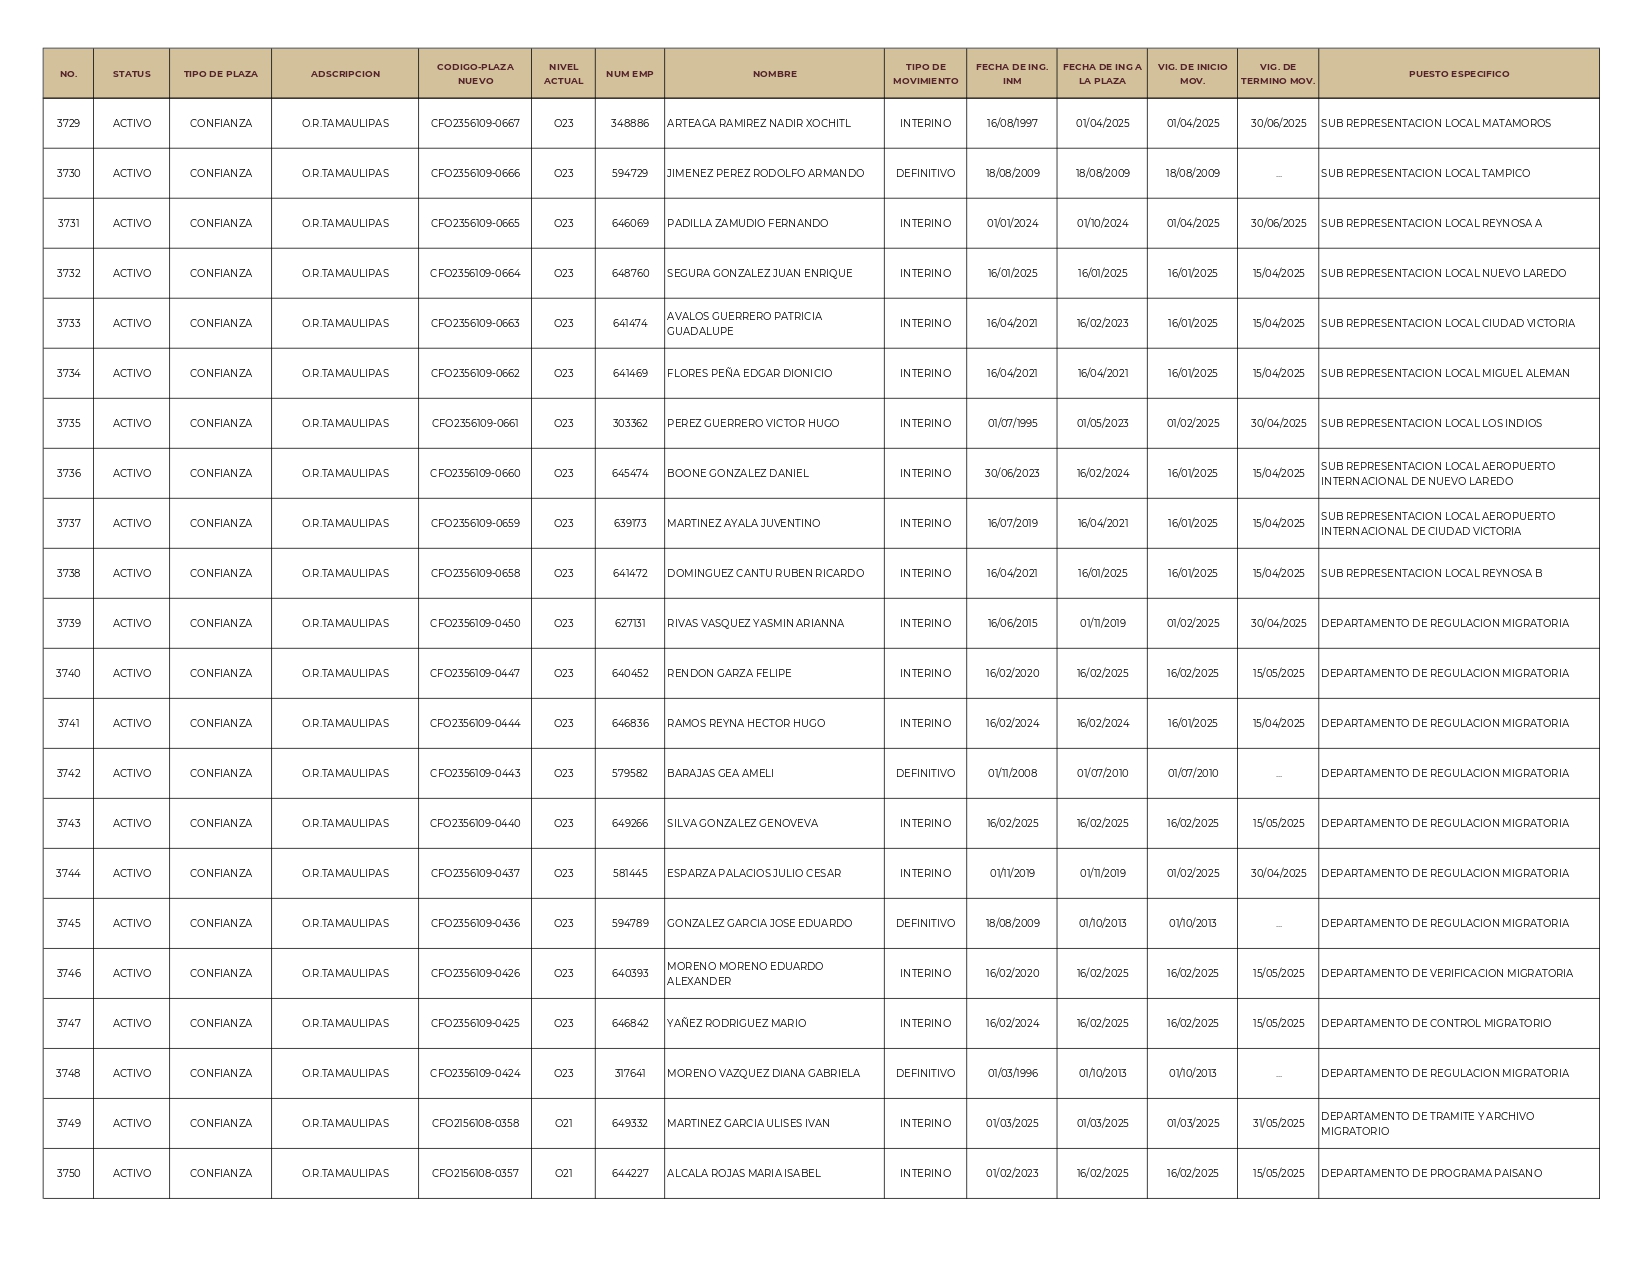 NO. STATUS TIPO DE PLAZA ADSCRIPCION CODIGO-PLAZA NUEVO NIVEL ACTUAL NUM EMP NOMBRE TIPO DE MOVIMIENTO FECHA DE ING. INM FECHA DE ING A LA PLAZA VIG. DE INICIO MOV. VIG. DE TERMINO MOV. PUESTO ESPECIFICO
3729 ACTIVO CONFIANZA O.R.TAMAULIPAS CFO2356109-0667 O23 348886 ARTEAGA RAMIREZ NADIR XOCHITL INTERINO 16/08/1997 01/04/2025 01/04/2025 30/06/2025 SUB REPRESENTACION LOCAL MATAMOROS
3730 ACTIVO CONFIANZA O.R.TAMAULIPAS CFO2356109-0666 O23 594729 JIMENEZ PEREZ RODOLFO ARMANDO DEFINITIVO 18/08/2009 18/08/2009 18/08/2009 ... SUB REPRESENTACION LOCAL TAMPICO
3731 ACTIVO CONFIANZA O.R.TAMAULIPAS CFO2356109-0665 O23 646069 PADILLA ZAMUDIO FERNANDO INTERINO 01/01/2024 01/10/2024 01/04/2025 30/06/2025 SUB REPRESENTACION LOCAL REYNOSA A
3732 ACTIVO CONFIANZA O.R.TAMAULIPAS CFO2356109-0664 O23 648760 SEGURA GONZALEZ JUAN ENRIQUE INTERINO 16/01/2025 16/01/2025 16/01/2025 15/04/2025 SUB REPRESENTACION LOCAL NUEVO LAREDO
3733 ACTIVO CONFIANZA O.R.TAMAULIPAS CFO2356109-0663 O23 641474 AVALOS GUERRERO PATRICIA GUADALUPE INTERINO 16/04/2021 16/02/2023 16/01/2025 15/04/2025 SUB REPRESENTACION LOCAL CIUDAD VICTORIA
3734 ACTIVO CONFIANZA O.R.TAMAULIPAS CFO2356109-0662 O23 641469 FLORES PEÑA EDGAR DIONICIO INTERINO 16/04/2021 16/04/2021 16/01/2025 15/04/2025 SUB REPRESENTACION LOCAL MIGUEL ALEMAN
3735 ACTIVO CONFIANZA O.R.TAMAULIPAS CFO2356109-0661 O23 303362 PEREZ GUERRERO VICTOR HUGO INTERINO 01/07/1995 01/05/2023 01/02/2025 30/04/2025 SUB REPRESENTACION LOCAL LOS INDIOS
3736 ACTIVO CONFIANZA O.R.TAMAULIPAS CFO2356109-0660 O23 645474 BOONE GONZALEZ DANIEL INTERINO 30/06/2023 16/02/2024 16/01/2025 15/04/2025 SUB REPRESENTACION LOCAL AEROPUERTO INTERNACIONAL DE NUEVO LAREDO
3737 ACTIVO CONFIANZA O.R.TAMAULIPAS CFO2356109-0659 O23 639173 MARTINEZ AYALA JUVENTINO INTERINO 16/07/2019 16/04/2021 16/01/2025 15/04/2025 SUB REPRESENTACION LOCAL AEROPUERTO INTERNACIONAL DE CIUDAD VICTORIA
3738 ACTIVO CONFIANZA O.R.TAMAULIPAS CFO2356109-0658 O23 641472 DOMINGUEZ CANTU RUBEN RICARDO INTERINO 16/04/2021 16/01/2025 16/01/2025 15/04/2025 SUB REPRESENTACION LOCAL REYNOSA B
3739 ACTIVO CONFIANZA O.R.TAMAULIPAS CFO2356109-0450 O23 627131 RIVAS VASQUEZ YASMIN ARIANNA INTERINO 16/06/2015 01/11/2019 01/02/2025 30/04/2025 DEPARTAMENTO DE REGULACION MIGRATORIA
3740 ACTIVO CONFIANZA O.R.TAMAULIPAS CFO2356109-0447 O23 640452 RENDON GARZA FELIPE INTERINO 16/02/2020 16/02/2025 16/02/2025 15/05/2025 DEPARTAMENTO DE REGULACION MIGRATORIA
3741 ACTIVO CONFIANZA O.R.TAMAULIPAS CFO2356109-0444 O23 646836 RAMOS REYNA HECTOR HUGO INTERINO 16/02/2024 16/02/2024 16/01/2025 15/04/2025 DEPARTAMENTO DE REGULACION MIGRATORIA
3742 ACTIVO CONFIANZA O.R.TAMAULIPAS CFO2356109-0443 O23 579582 BARAJAS GEA AMELI DEFINITIVO 01/11/2008 01/07/2010 01/07/2010 ... DEPARTAMENTO DE REGULACION MIGRATORIA
3743 ACTIVO CONFIANZA O.R.TAMAULIPAS CFO2356109-0440 O23 649266 SILVA GONZALEZ GENOVEVA INTERINO 16/02/2025 16/02/2025 16/02/2025 15/05/2025 DEPARTAMENTO DE REGULACION MIGRATORIA
3744 ACTIVO CONFIANZA O.R.TAMAULIPAS CFO2356109-0437 O23 581445 ESPARZA PALACIOS JULIO CESAR INTERINO 01/11/2019 01/11/2019 01/02/2025 30/04/2025 DEPARTAMENTO DE REGULACION MIGRATORIA
3745 ACTIVO CONFIANZA O.R.TAMAULIPAS CFO2356109-0436 O23 594789 GONZALEZ GARCIA JOSE EDUARDO DEFINITIVO 18/08/2009 01/10/2013 01/10/2013 ... DEPARTAMENTO DE REGULACION MIGRATORIA
3746 ACTIVO CONFIANZA O.R.TAMAULIPAS CFO2356109-0426 O23 640393 MORENO MORENO EDUARDO ALEXANDER INTERINO 16/02/2020 16/02/2025 16/02/2025 15/05/2025 DEPARTAMENTO DE VERIFICACION MIGRATORIA
3747 ACTIVO CONFIANZA O.R.TAMAULIPAS CFO2356109-0425 O23 646842 YAÑEZ RODRIGUEZ MARIO INTERINO 16/02/2024 16/02/2025 16/02/2025 15/05/2025 DEPARTAMENTO DE CONTROL MIGRATORIO
3748 ACTIVO CONFIANZA O.R.TAMAULIPAS CFO2356109-0424 O23 317641 MORENO VAZQUEZ DIANA GABRIELA DEFINITIVO 01/03/1996 01/10/2013 01/10/2013 ... DEPARTAMENTO DE REGULACION MIGRATORIA
3749 ACTIVO CONFIANZA O.R.TAMAULIPAS CFO2156108-0358 O21 649332 MARTINEZ GARCIA ULISES IVAN INTERINO 01/03/2025 01/03/2025 01/03/2025 31/05/2025 DEPARTAMENTO DE TRAMITE Y ARCHIVO MIGRATORIO
3750 ACTIVO CONFIANZA O.R.TAMAULIPAS CFO2156108-0357 O21 644227 ALCALA ROJAS MARIA ISABEL INTERINO 01/02/2023 16/02/2025 16/02/2025 15/05/2025 DEPARTAMENTO DE PROGRAMA PAISANO